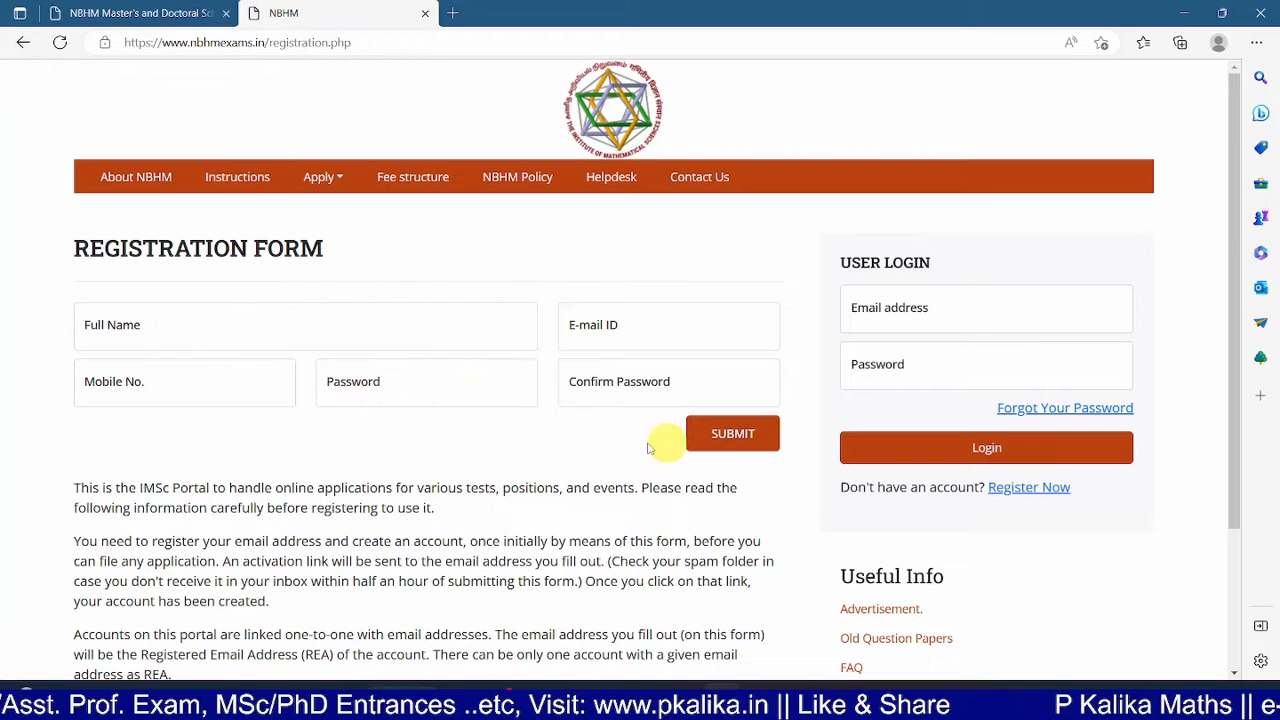 NBHM Master's and Doctoral Sc
NBHM
https://www.nbhmexams.in/registration.php
THE INSTITUTE OF MATHEMATICAL SCIENCES
About NBHM
Instructions
Apply
Fee structure
NBHM Policy
Helpdesk
Contact Us
REGISTRATION FORM
Full Name
E-mail ID
Mobile No.
Password
Confirm Password
SUBMIT
This is the IMSc Portal to handle online applications for various tests, positions, and events. Please read the
following information carefully before registering to use it.
You need to register your email address and create an account, once initially by means of this form, before you
can file any application. An activation link will be sent to the email address you fill out. (Check your spam folder in
case you don't receive it in your inbox within half an hour of submitting this form.) Once you click on that link,
your account has been created.
Accounts on this portal are linked one-to-one with email addresses. The email address you fill out (on this form)
will be the Registered Email Address (REA) of the account. There can be only one account with a given email
address as REA.
USER LOGIN
Email address
Password
Forgot Your Password
Login
Don't have an account? Register Now
Useful Info
Advertisement.
Old Question Papers
FAQ
/Asst. Prof. Exam, MSc/PhD Entrances ..etc, Visit: www.pkalika.in || Like & Share
P Kalika Maths || e-